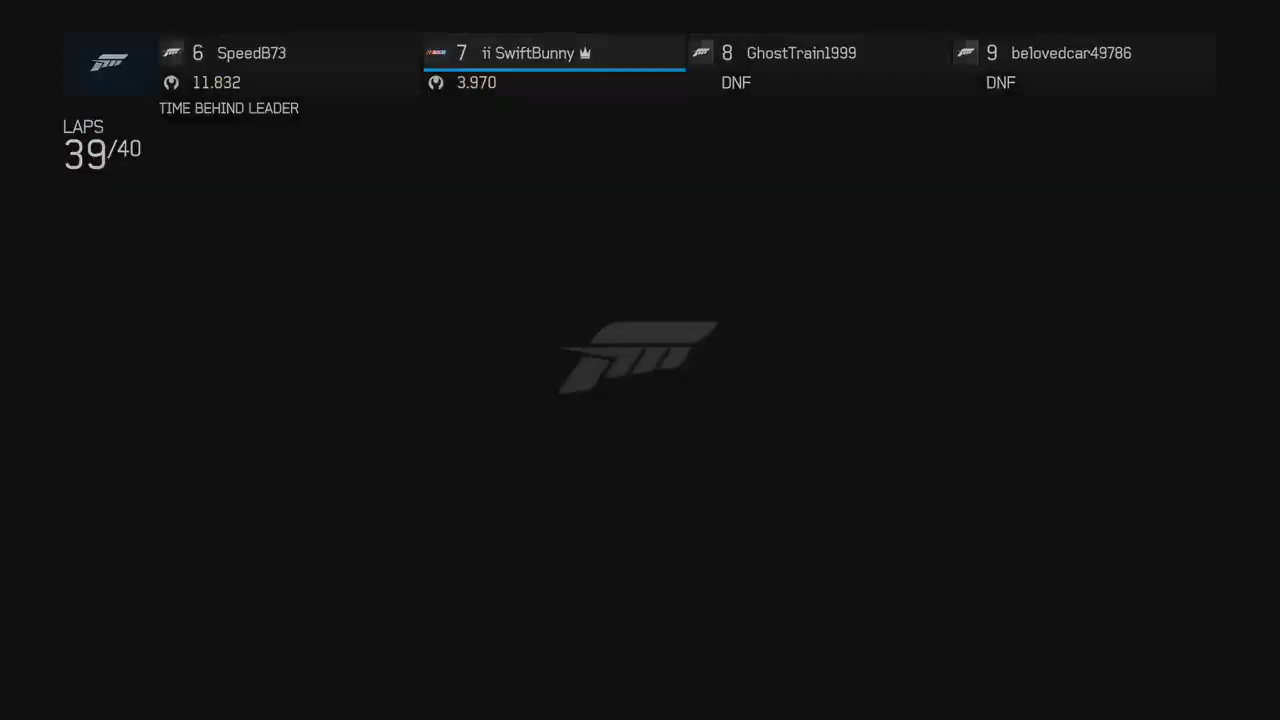 6 SpeedB73 7 ii SwiftBunny 8 GhostTrain1999 9 belovedcar49786
11.832 3.970 DNF DNF
TIME BEHIND LEADER
LAPS
39/40